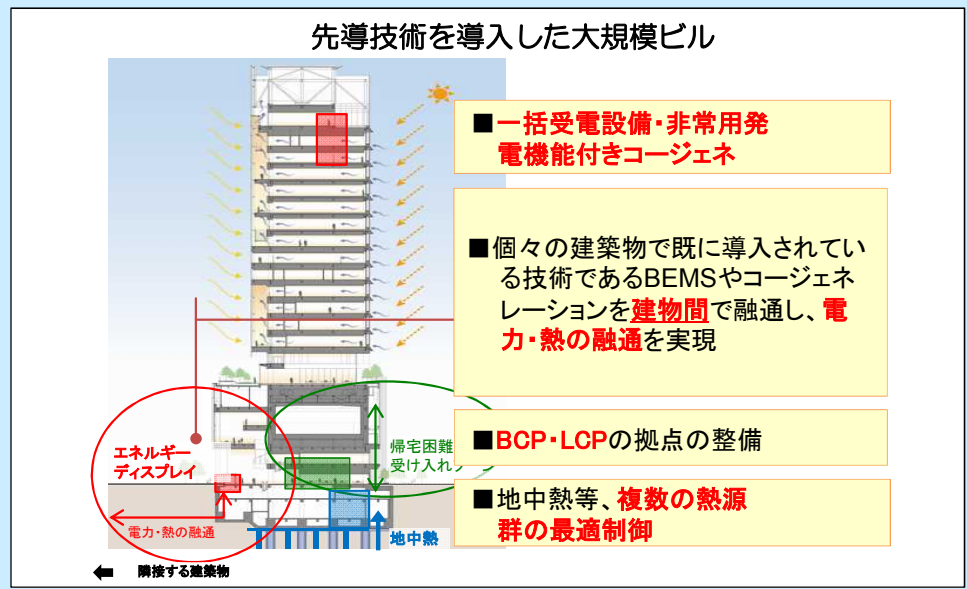 先導技術を導入した大規模ビル
■一括受電設備・非常用発
電機能付きコージェネ
■個々の建築物で既に導入されてい
る技術であるBEMSやコージェネ
レーションを建物間で融通し、電
力・熱の融通を実現
帰宅困難
受け入れ
■BCP・LCPの拠点の整備
エネルギー
ディスプレイ
■地中熱等、複数の熱源
群の最適制御
電力・熱の融通
地中熱
← 隣接する建築物